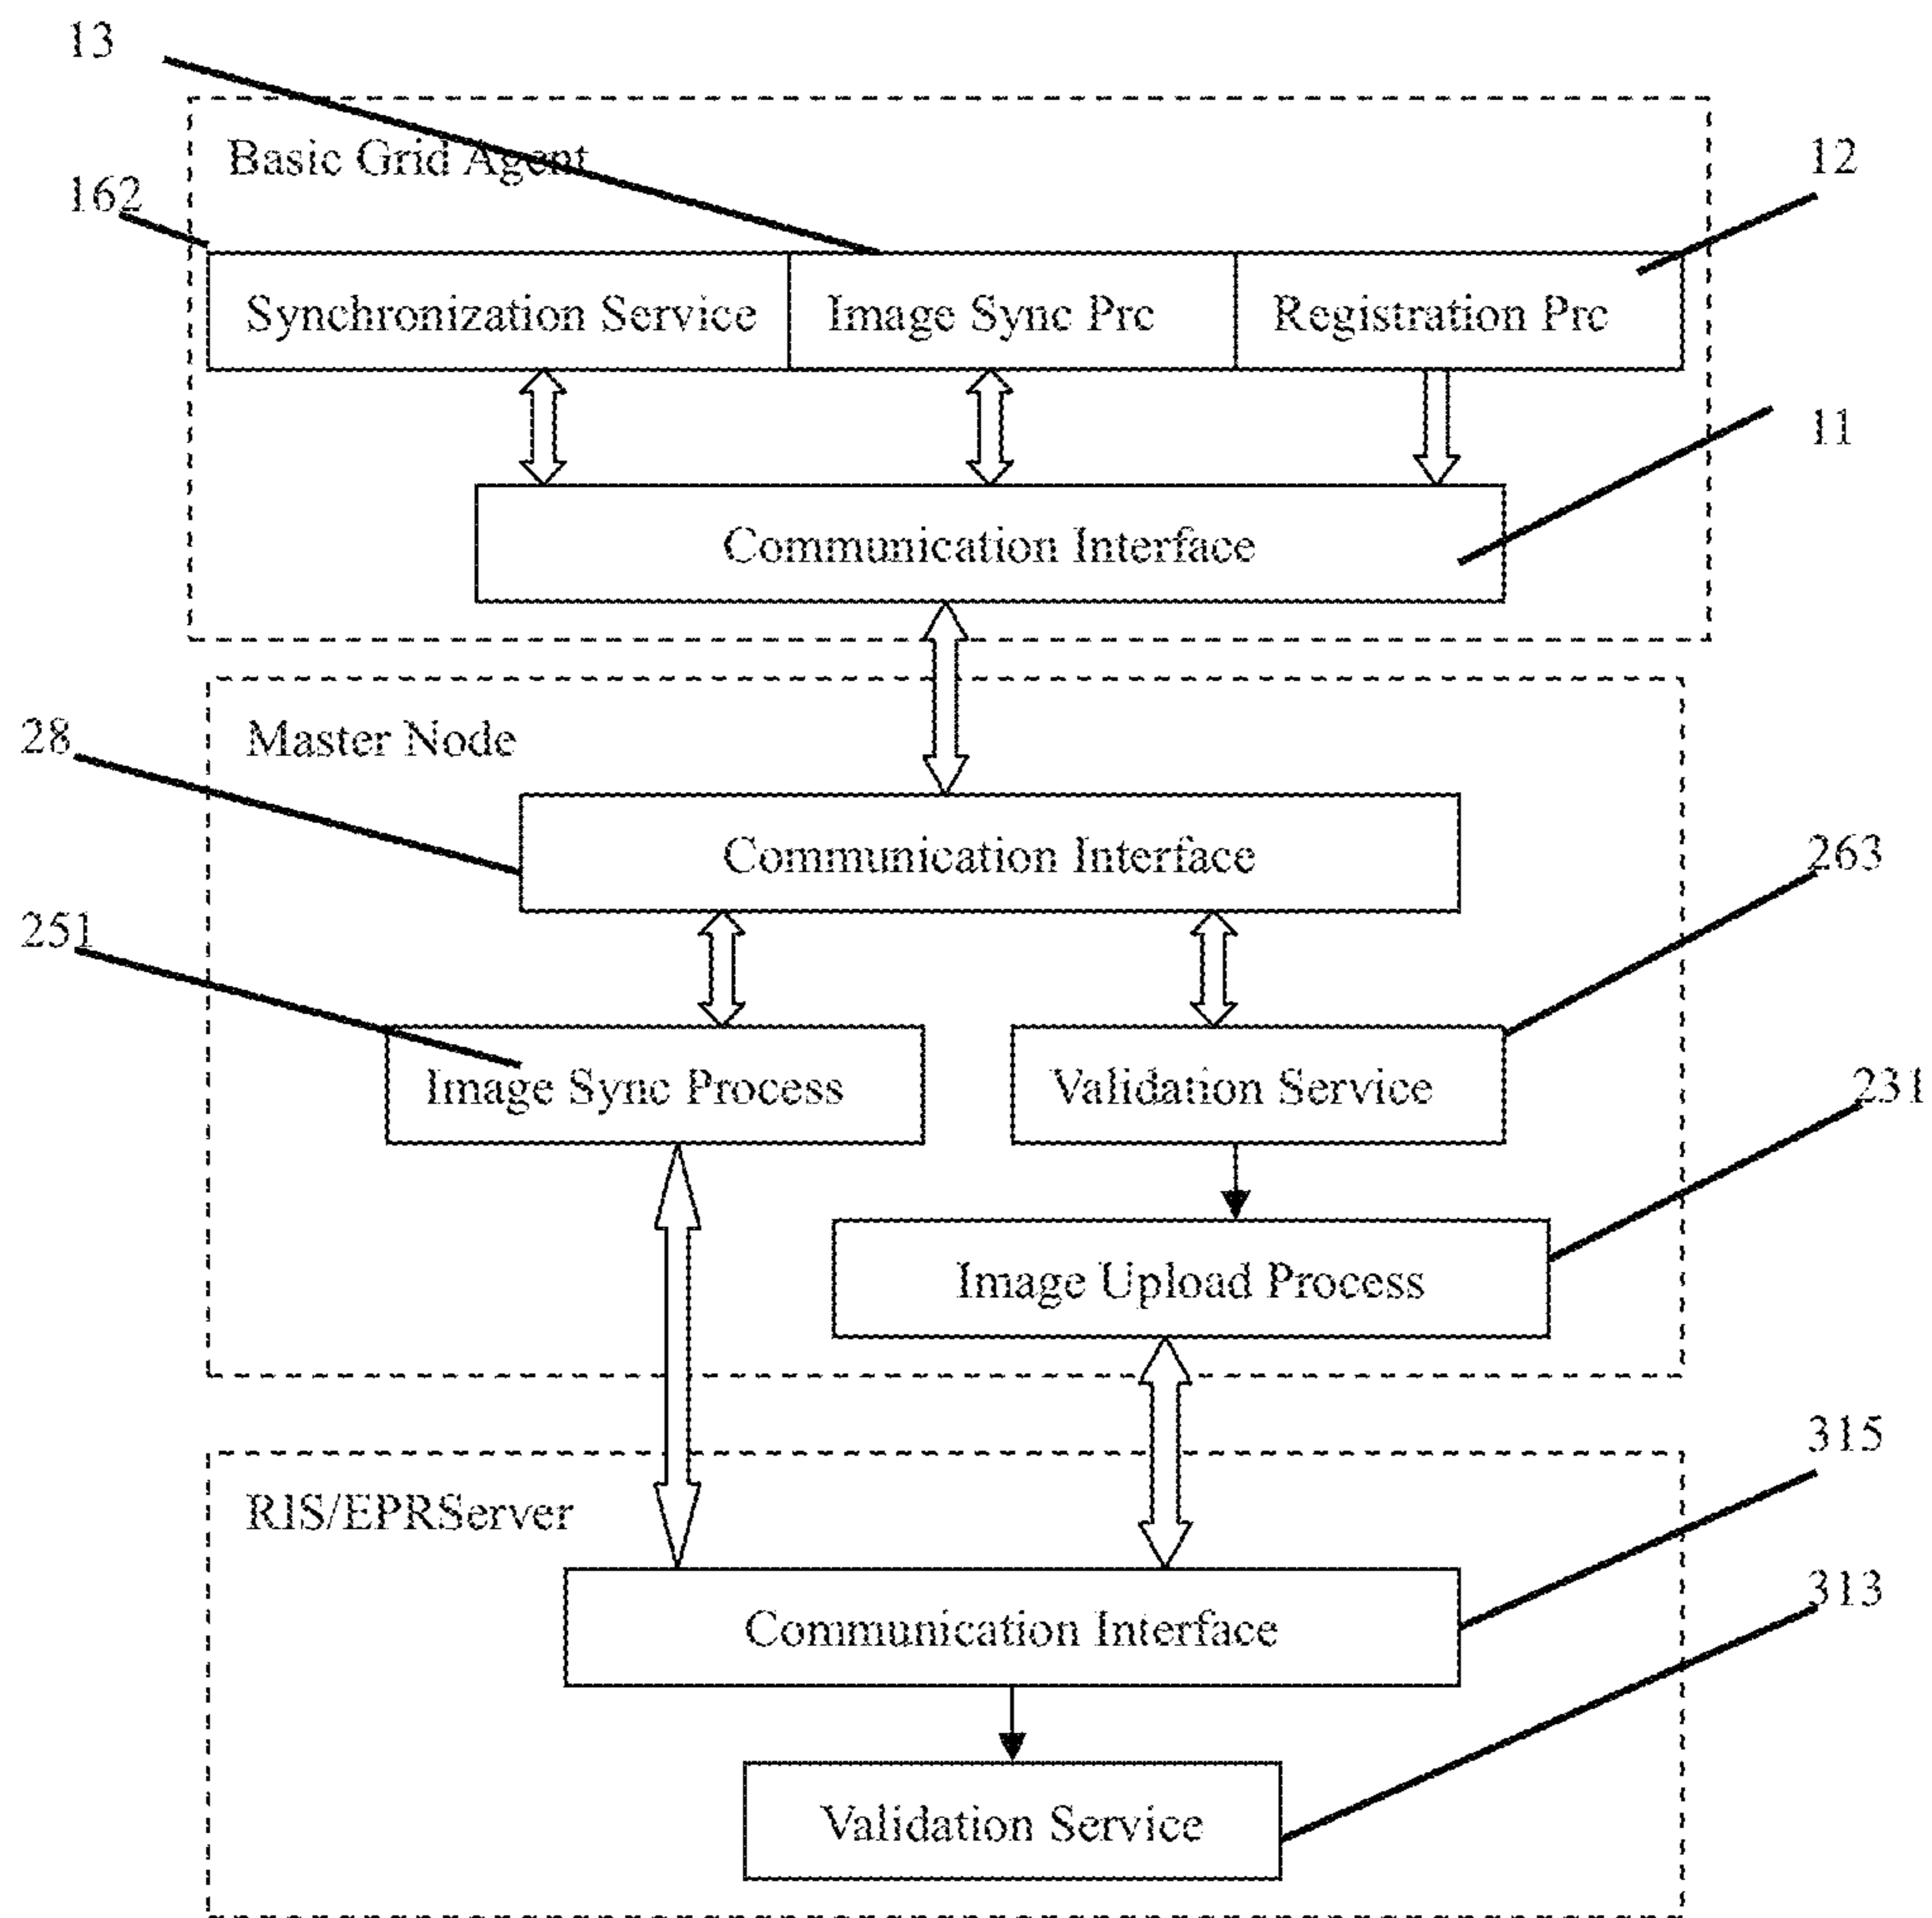 13
Basic Grid Agent
12
162
Synchronization Service
Image Sync Prc
Registration Prc
11
Communication Interface
28
Master Node
Communication Interface
263
251
Image Sync Process
Validation Service
231
Image Upload Process
315
RIS/EPRServer
313
Communication Interface
Validation Service